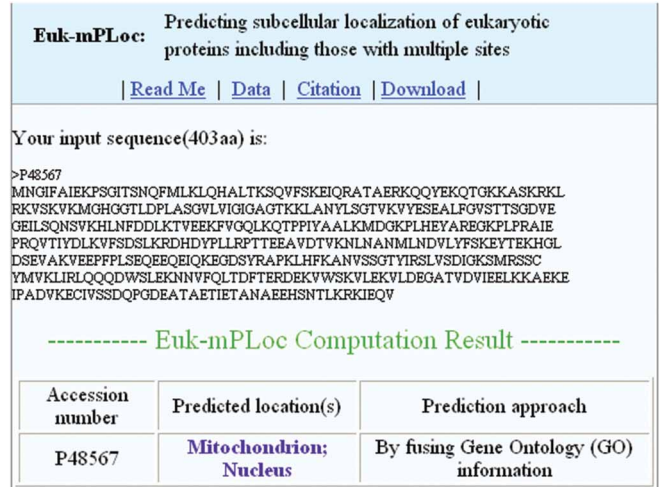 Euk-mPLoc: Predicting subcellular localization of eukaryotic
proteins including those with multiple sites
| Read Me | Data | Citation | Download |
Your input sequence(403aa) is:
>P48567
MNGIFAIEKPSGITSNQFMLKLQHALTKSQVFSKEIQRATAERKQQYEKQTGKKASKRKL
RKVSKVKMGHGGTLDPLASGVLVIGIGAGTKKLANYLSGTVKVYESEALFGVSTTSGDVE
GEILSQNSVKHLNFDDLKTVEEKFVGQLKQTPPIYAALKMDGKPLHEYAREGKPLPRAIE
PRQVTIYDLKVFSDSLKRDHDYPLLRPTTEEAVDTVKNLNANMLNDVLYFSKEYTEKHGL
DSEVAKVEEPFPLSEQEEQEIQKEGDSYRAPKLHFKANVSSGTYIRSLVSDIGKSMRSSC
YMVKLIRLQQQDWSLEKNNVFQLTDFTERDEKVWSKVLEKVLDEGATVDVIEELKKAEKE
IPADVKECIVSSDQPGDEATAETIETANAEEHSNTLKRKIEQV
----------- Euk-mPLoc Computation Result -----------
Accession number Predicted location(s) Prediction approach
P48567 Mitochondrion; Nucleus By fusing Gene Ontology (GO) information